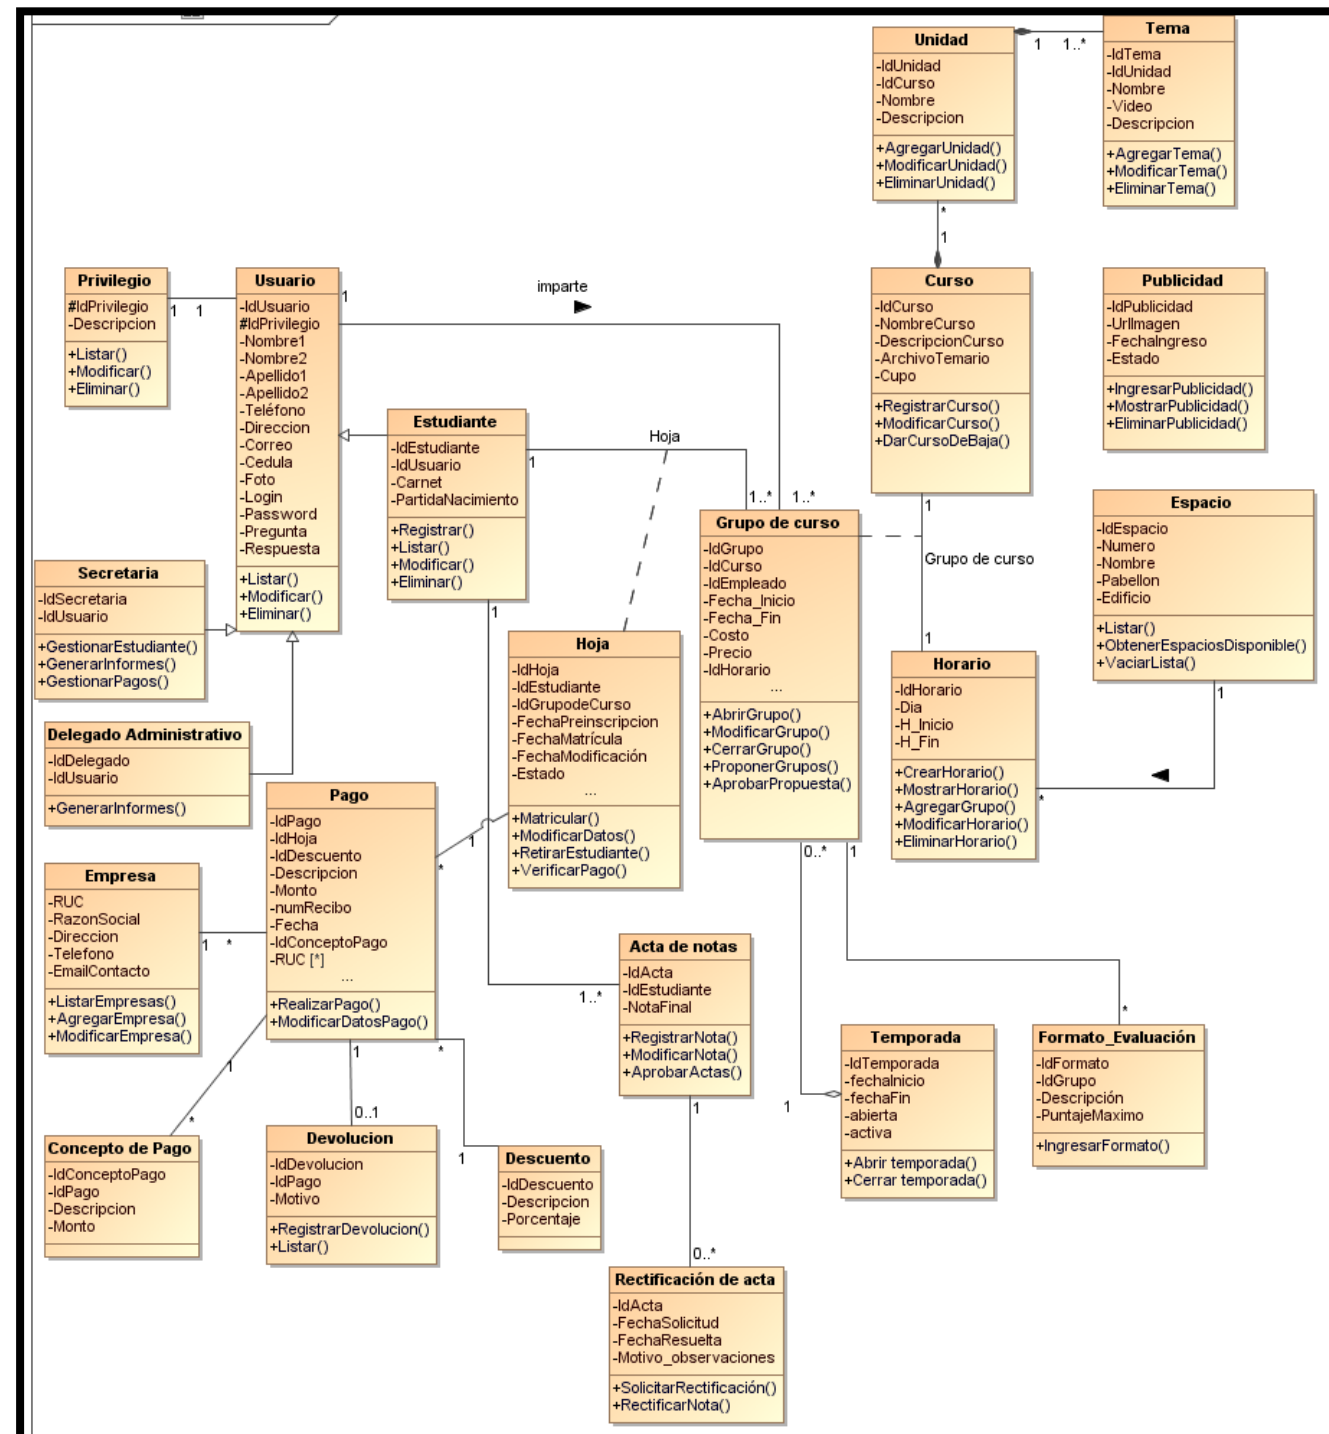 Unidad
-IdUnidad
-IdCurso
-Nombre
-Descripcion
+AgregarUnidad()
+ModificarUnidad()
+EliminarUnidad()
1
1..*
Tema
-IdTema
-IdUnidad
-Nombre
-Video
-Descripcion
+AgregarTema()
+ModificarTema()
+EliminarTema()
*
1
Privilegio
#IdPrivilegio
-Descripcion
+Listar()
+Modificar()
+Eliminar()
1
1
Usuario
-IdUsuario
#IdPrivilegio
-Nombre1
-Nombre2
-Apellido1
-Apellido2
-Teléfono
-Direccion
-Correo
-Cedula
-Foto
-Login
-Password
-Pregunta
-Respuesta
+Listar()
+Modificar()
+Eliminar()
1
imparte
1..*
Curso
-IdCurso
-NombreCurso
-DescripcionCurso
-ArchivoTemario
-Cupo
+RegistrarCurso()
+ModificarCurso()
+DarCursoDeBaja()
Publicidad
-IdPublicidad
-UrlImagen
-FechaIngreso
-Estado
+IngresarPublicidad()
+MostrarPublicidad()
+EliminarPublicidad()
Estudiante
-IdEstudiante
-IdUsuario
-Carnet
-PartidaNacimiento
+Registrar()
+Listar()
+Modificar()
+Eliminar()
1
Hoja
1..*
Grupo de curso
-IdGrupo
-IdCurso
-IdEmpleado
-Fecha_Inicio
-Fecha_Fin
-Costo
-Precio
-IdHorario
...
+AbrirGrupo()
+ModificarGrupo()
+CerrarGrupo()
+ProponerGrupos()
+AprobarPropuesta()
1
Grupo de curso
1
Espacio
-IdEspacio
-Numero
-Nombre
-Pabellon
-Edificio
+Listar()
+ObtenerEspaciosDisponible()
+VaciarLista()
1
*
Secretaria
-IdSecretaria
-IdUsuario
+GestionarEstudiante()
+GenerarInformes()
+GestionarPagos()
Hoja
-IdHoja
-IdEstudiante
-IdGrupodeCurso
-FechaPreinscripcion
-FechaMatrícula
-FechaModificación
-Estado
...
+Matricular()
+ModificarDatos()
+RetirarEstudiante()
+VerificarPago()
1
*
Horario
-IdHorario
-Dia
-H_Inicio
-H_Fin
+CrearHorario()
+MostrarHorario()
+AgregarGrupo()
+ModificarHorario()
+EliminarHorario()
Delegado Administrativo
-IdDelegado
-IdUsuario
+GenerarInformes()
Pago
-IdPago
-IdHoja
-IdDescuento
-Descripcion
-Monto
-numRecibo
-Fecha
-IdConceptoPago
-RUC [*]
...
+RealizarPago()
+ModificarDatosPago()
Empresa
-RUC
-RazonSocial
-Direccion
-Telefono
-EmailContacto
+ListarEmpresas()
+AgregarEmpresa()
+ModificarEmpresa()
1
*
1
1..*
Acta de notas
-IdActa
-IdEstudiante
-NotaFinal
+RegistrarNota()
+ModificarNota()
+AprobarActas()
0..*
1
1
*
Temporada
-IdTemporada
-fechaInicio
-fechaFin
-abierta
-activa
+Abrir temporada()
+Cerrar temporada()
Formato_Evaluación
-IdFormato
-IdGrupo
-Descripción
-PuntajeMaximo
+IngresarFormato()
1
*
Concepto de Pago
-IdConceptoPago
-IdPago
-Descripcion
-Monto
1
0..1
Devolucion
-IdDevolucion
-IdPago
-Motivo
+RegistrarDevolucion()
+Listar()
*
1
Descuento
-IdDescuento
-Descripcion
-Porcentaje
1
0..*
Rectificación de acta
-IdActa
-FechaSolicitud
-FechaResuelta
-Motivo_observaciones
+SolicitarRectificación()
+RectificarNota()